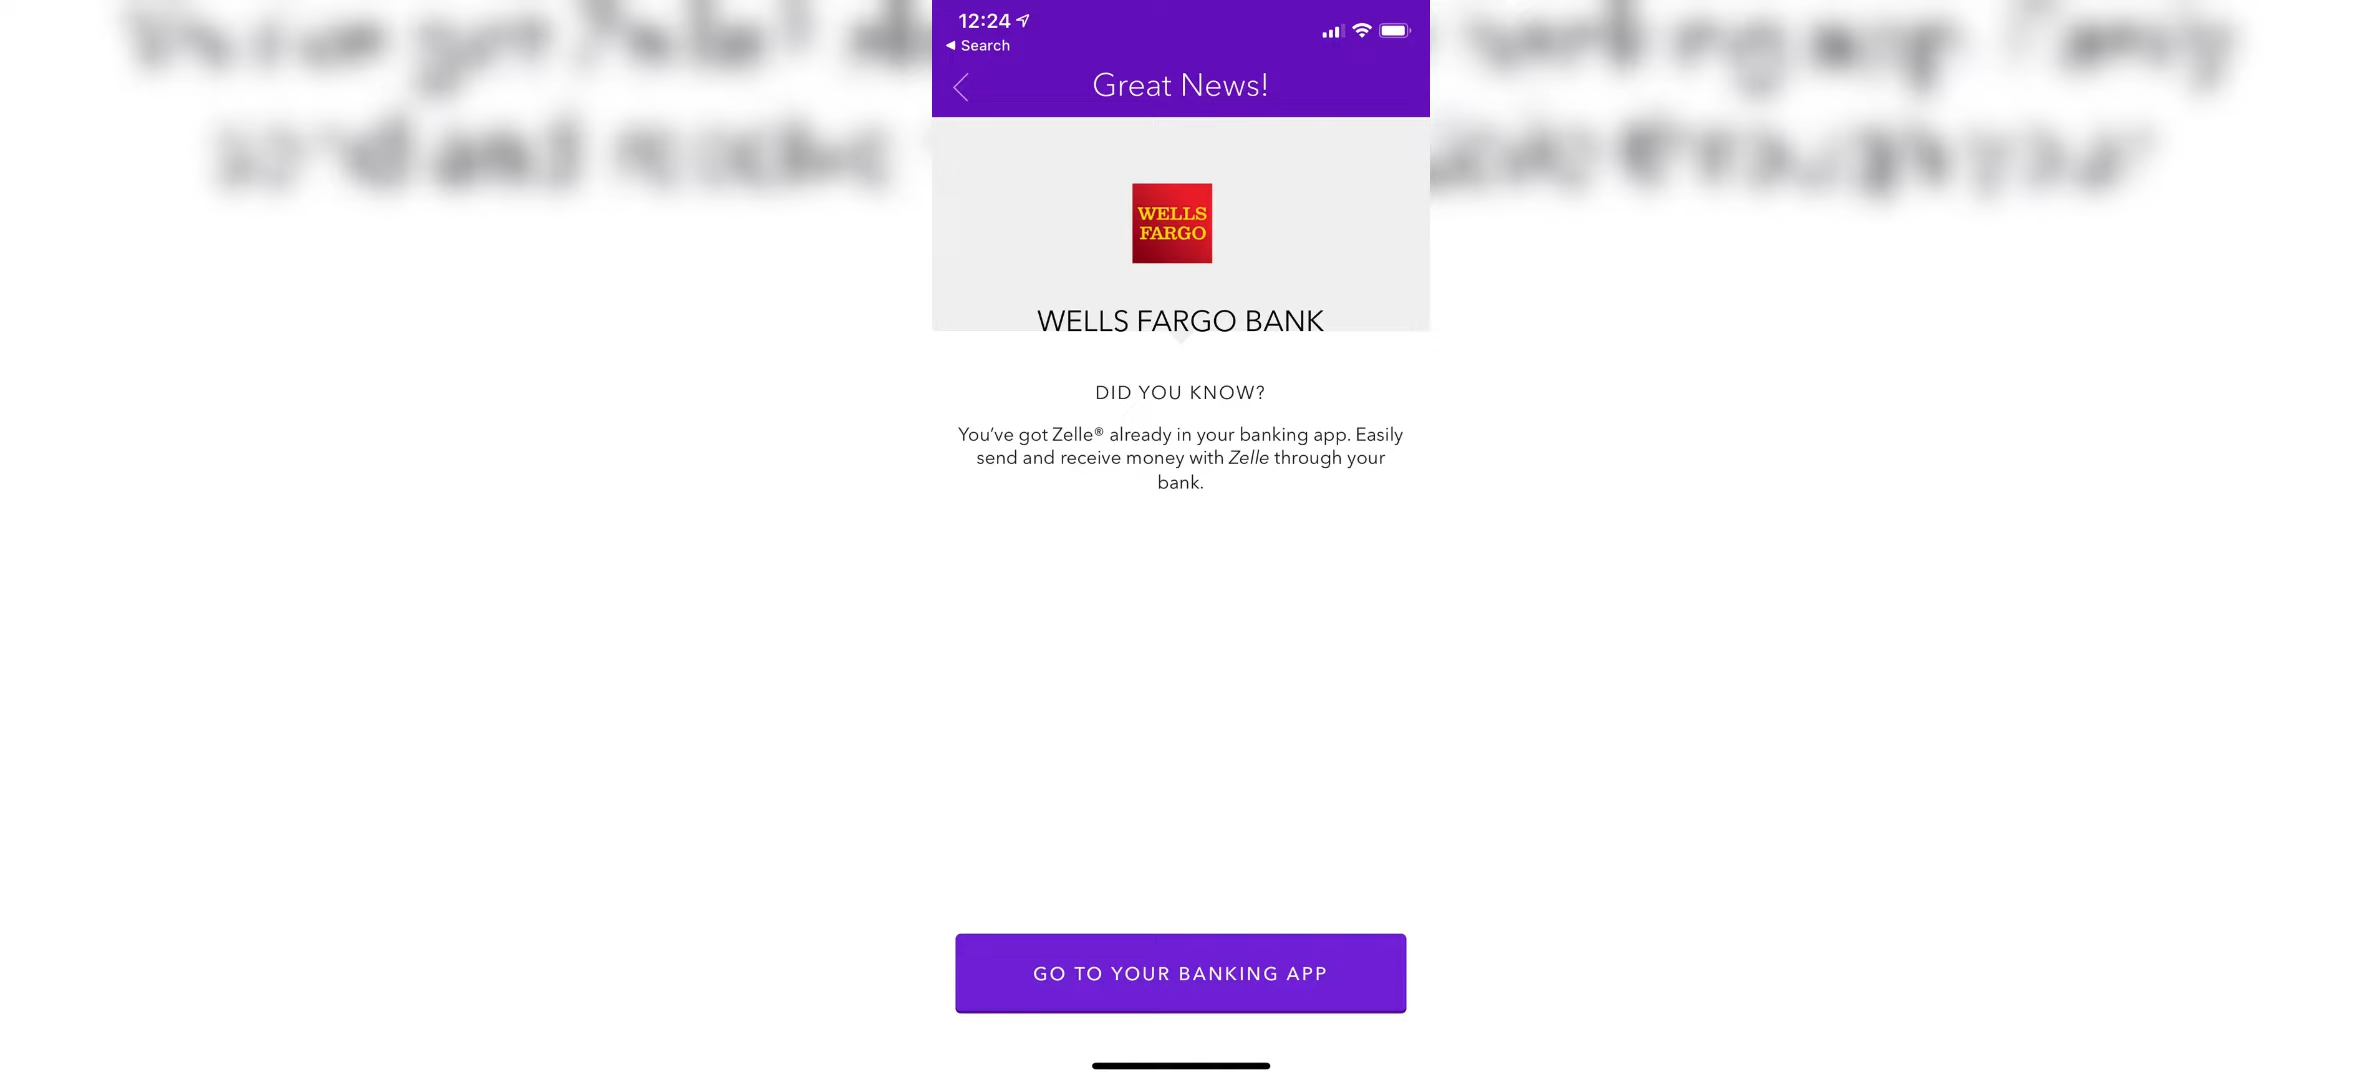 12:24
Search
Great News!
WELLS
FARGO
WELLS FARGO BANK
DID YOU KNOW?
You've got Zelle® already in your banking app. Easily
send and receive money with Zelle through your
bank.
GO TO YOUR BANKING APP